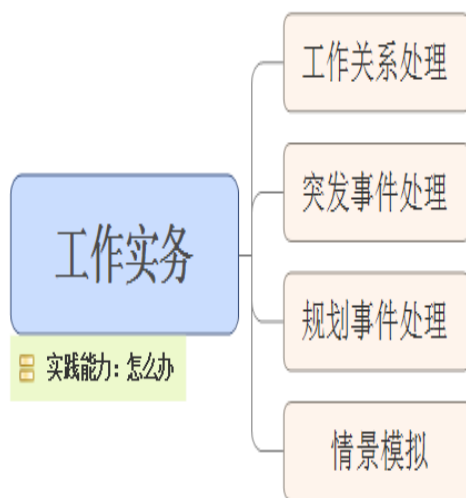 工作关系处理
突发事件处理
工作实务
规划事件处理
实践能力：怎么办
情景模拟